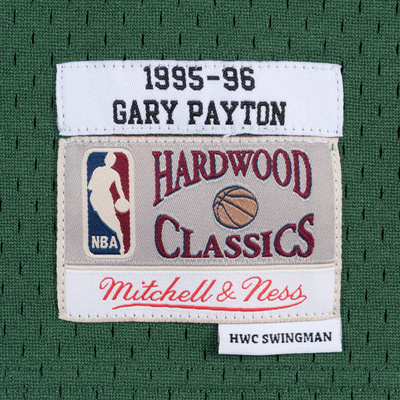 1995-96
GARY PAYTON
HARDWOOD
CLASSICS
NBA
Mitchell & Ness
HWC SWINGMAN